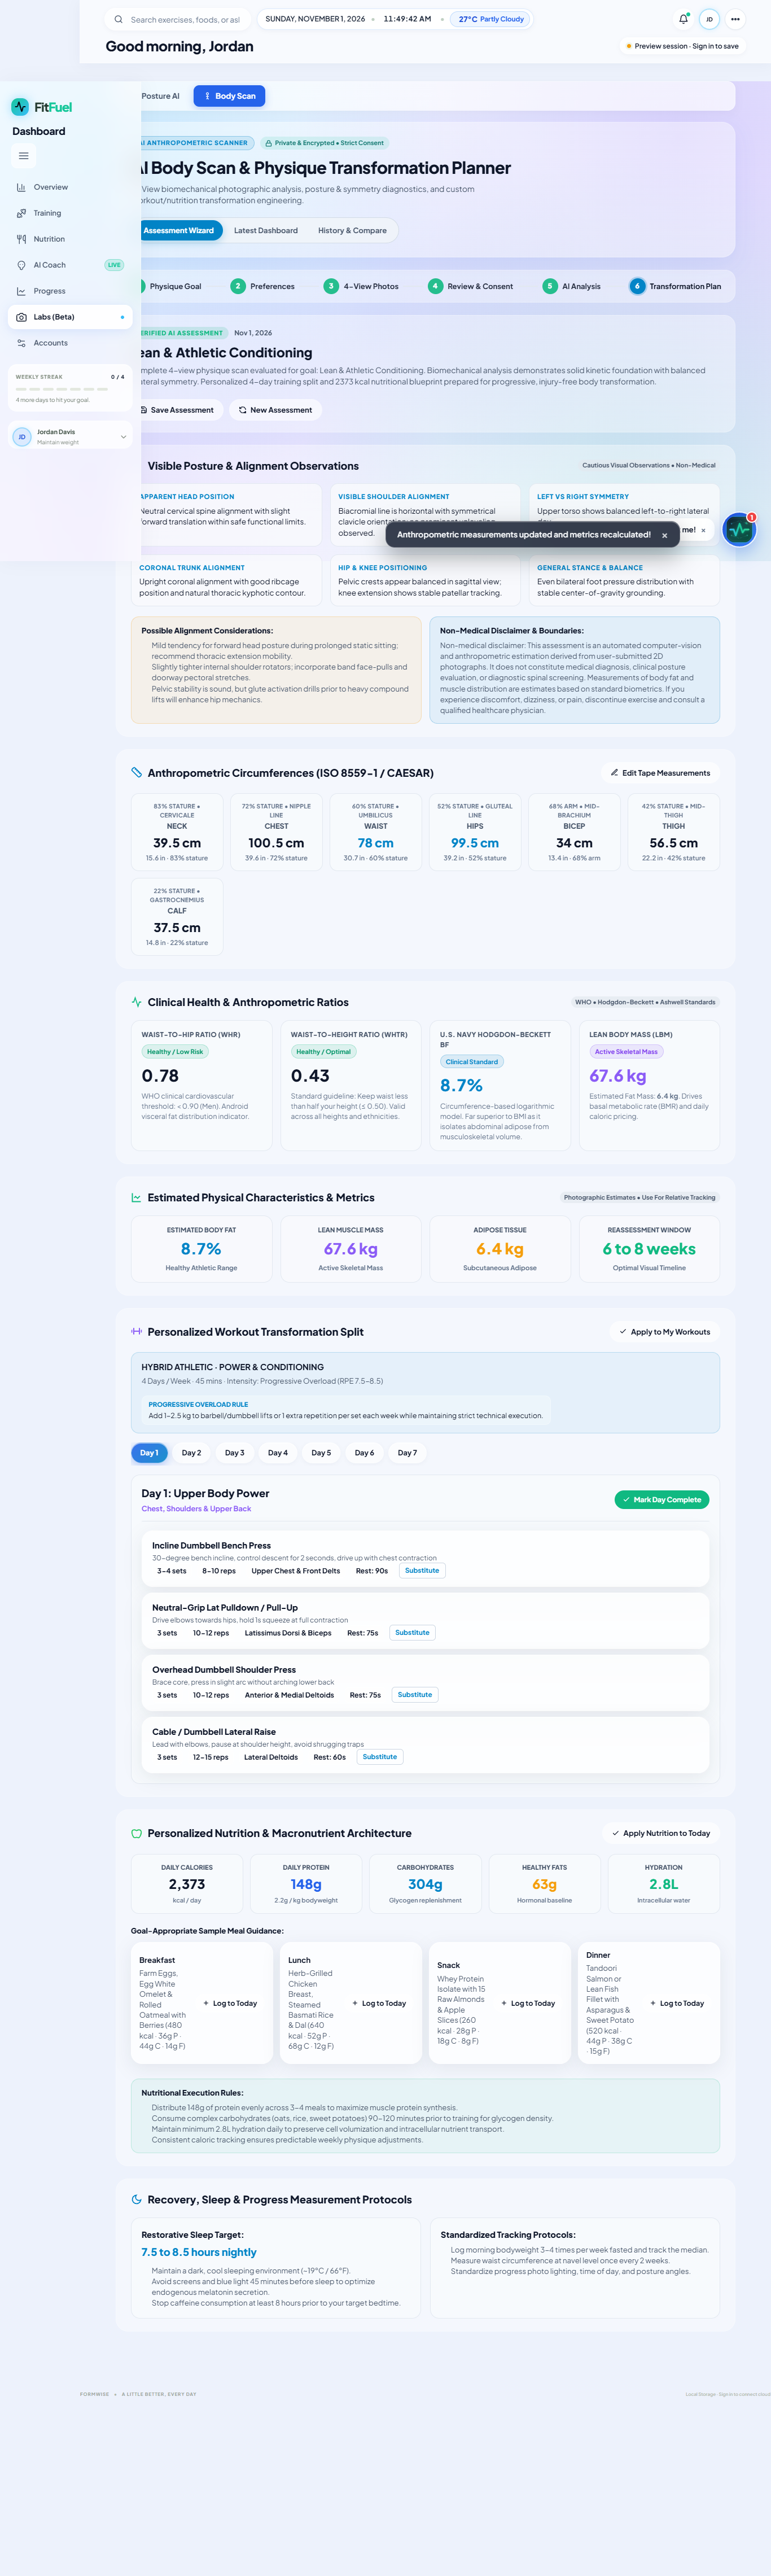 Search exercises, foods, or asl
SUNDAY, NOVEMBER 1, 2026 • 11:49:42 AM • 27°C Partly Cloudy
JD
Good morning, Jordan
Preview session · Sign in to save
FitFuel
Dashboard
Overview
Training
Nutrition
AI Coach LIVE
Progress
Labs (Beta)
Accounts
WEEKLY STREAK 0 / 4
4 more days to hit your goal.
JD
Jordan Davis
Maintain weight
Posture AI
Body Scan
AI ANTHROPOMETRIC SCANNER
Private & Encrypted • Strict Consent
AI Body Scan & Physique Transformation Planner
View biomechanical photographic analysis, posture & symmetry diagnostics, and custom
orkout/nutrition transformation engineering.
Assessment Wizard
Latest Dashboard
History & Compare
Physique Goal
2 Preferences
3 4-View Photos
4 Review & Consent
5 AI Analysis
6 Transformation Plan
ERIFIED AI ASSESSMENT
Nov 1, 2026
ean & Athletic Conditioning
mplete 4-view physique scan evaluated for goal: Lean & Athletic Conditioning. Biomechanical analysis demonstrates solid kinetic foundation with balanced
ateral symmetry. Personalized 4-day training split and 2373 kcal nutritional blueprint prepared for progressive, injury-free body transformation.
Save Assessment
New Assessment
Visible Posture & Alignment Observations
Cautious Visual Observations • Non-Medical
APPARENT HEAD POSITION
Neutral cervical spine alignment with slight
forward translation within safe functional limits.
VISIBLE SHOULDER ALIGNMENT
Biacromial line is horizontal with symmetrical
clavicle
observed.
LEFT VS RIGHT SYMMETRY
Upper torso shows balanced left-to-right lateral
me! ×
1
Anthropometric measurements updated and metrics recalculated! ×
CORONAL TRUNK ALIGNMENT
Upright coronal alignment with good ribcage
position and natural thoracic kyphotic contour.
HIP & KNEE POSITIONING
Pelvic crests appear balanced in sagittal view;
knee extension shows stable patellar tracking.
GENERAL STANCE & BALANCE
Even bilateral foot pressure distribution with
stable center-of-gravity grounding.
Possible Alignment Considerations:
Mild tendency for forward head posture during prolonged static sitting;
recommend thoracic extension mobility.
Slightly tighter internal shoulder rotators; incorporate band face-pulls and
doorway pectoral stretches.
Pelvic stability is sound, but glute activation drills prior to heavy compound
lifts will enhance hip mechanics.
Non-Medical Disclaimer & Boundaries:
Non-medical disclaimer: This assessment is an automated computer-vision
and anthropometric estimation derived from user-submitted 2D
photographs. It does not constitute medical diagnosis, clinical posture
evaluation, or diagnostic spinal screening. Measurements of body fat and
muscle distribution are estimates based on standard biometrics. If you
experience discomfort, dizziness, or pain, discontinue exercise and consult a
qualified healthcare physician.
Anthropometric Circumferences (ISO 8559-1 / CAESAR)
Edit Tape Measurements
83% STATURE •
CERVICALE
NECK
39.5 cm
15.6 in · 83% stature
72% STATURE • NIPPLE
LINE
CHEST
100.5 cm
39.6 in · 72% stature
60% STATURE •
UMBILICUS
WAIST
78 cm
30.7 in · 60% stature
52% STATURE • GLUTEAL
LINE
HIPS
99.5 cm
39.2 in · 52% stature
68% ARM • MID-
BRACHIUM
BICEP
34 cm
13.4 in · 68% arm
42% STATURE • MID-
THIGH
THIGH
56.5 cm
22.2 in · 42% stature
22% STATURE •
GASTROCNEMIUS
CALF
37.5 cm
14.8 in · 22% stature
Clinical Health & Anthropometric Ratios
WHO • Hodgdon-Beckett • Ashwell Standards
WAIST-TO-HIP RATIO (WHR)
Healthy / Low Risk
0.78
WHO clinical cardiovascular
threshold: < 0.90 (Men). Android
visceral fat distribution indicator.
WAIST-TO-HEIGHT RATIO (WHTR)
Healthy / Optimal
0.43
Standard guideline: Keep waist less
than half your height (≤ 0.50). Valid
across all heights and ethnicities.
U.S. NAVY HODGDON-BECKETT
BF
Clinical Standard
8.7%
Circumference-based logarithmic
model. Far superior to BMI as it
isolates abdominal adipose from
musculoskeletal volume.
LEAN BODY MASS (LBM)
Active Skeletal Mass
67.6 kg
Estimated Fat Mass: 6.4 kg. Drives
basal metabolic rate (BMR) and daily
caloric pricing.
Estimated Physical Characteristics & Metrics
Photographic Estimates • Use For Relative Tracking
ESTIMATED BODY FAT
8.7%
Healthy Athletic Range
LEAN MUSCLE MASS
67.6 kg
Active Skeletal Mass
ADIPOSE TISSUE
6.4 kg
Subcutaneous Adipose
REASSESSMENT WINDOW
6 to 8 weeks
Optimal Visual Timeline
Personalized Workout Transformation Split
Apply to My Workouts
HYBRID ATHLETIC · POWER & CONDITIONING
4 Days / Week · 45 mins · Intensity: Progressive Overload (RPE 7.5-8.5)
PROGRESSIVE OVERLOAD RULE
Add 1-2.5 kg to barbell/dumbbell lifts or 1 extra repetition per set each week while maintaining strict technical execution.
Day 1 Day 2 Day 3 Day 4 Day 5 Day 6 Day 7
Day 1: Upper Body Power
Chest, Shoulders & Upper Back
Mark Day Complete
Incline Dumbbell Bench Press
30-degree bench incline, control descent for 2 seconds, drive up with chest contraction
3-4 sets 8-10 reps Upper Chest & Front Delts Rest: 90s Substitute
Neutral-Grip Lat Pulldown / Pull-Up
Drive elbows towards hips, hold 1s squeeze at full contraction
3 sets 10-12 reps Latissimus Dorsi & Biceps Rest: 75s Substitute
Overhead Dumbbell Shoulder Press
Brace core, press in slight arc without arching lower back
3 sets 10-12 reps Anterior & Medial Deltoids Rest: 75s Substitute
Cable / Dumbbell Lateral Raise
Lead with elbows, pause at shoulder height, avoid shrugging traps
3 sets 12-15 reps Lateral Deltoids Rest: 60s Substitute
Personalized Nutrition & Macronutrient Architecture
Apply Nutrition to Today
DAILY CALORIES
2,373
kcal / day
DAILY PROTEIN
148g
2.2g / kg bodyweight
CARBOHYDRATES
304g
Glycogen replenishment
HEALTHY FATS
63g
Hormonal baseline
HYDRATION
2.8L
Intracellular water
Goal-Appropriate Sample Meal Guidance:
Breakfast
Farm Eggs,
Egg White
Omelet &
Rolled
Oatmeal with
Berries (480
kcal · 36g P ·
44g C · 14g F)
+ Log to Today
Lunch
Herb-Grilled
Chicken
Breast,
Steamed
Basmati Rice
& Dal (640
kcal · 52g P ·
68g C · 12g F)
+ Log to Today
Snack
Whey Protein
Isolate with 15
Raw Almonds
& Apple
Slices (260
kcal · 28g P ·
18g C · 8g F)
+ Log to Today
Dinner
Tandoori
Salmon or
Lean Fish
Fillet with
Asparagus &
Sweet Potato
(520 kcal ·
44g P · 38g C
· 15g F)
+ Log to Today
Nutritional Execution Rules:
Distribute 148g of protein evenly across 3-4 meals to maximize muscle protein synthesis.
Consume complex carbohydrates (oats, rice, sweet potatoes) 90-120 minutes prior to training for glycogen density.
Maintain minimum 2.8L hydration daily to preserve cell volumization and intracellular nutrient transport.
Consistent caloric tracking ensures predictable weekly physique adjustments.
Recovery, Sleep & Progress Measurement Protocols
Restorative Sleep Target:
7.5 to 8.5 hours nightly
Maintain a dark, cool sleeping environment (~19°C / 66°F).
Avoid screens and blue light 45 minutes before sleep to optimize
endogenous melatonin secretion.
Stop caffeine consumption at least 8 hours prior to your target bedtime.
Standardized Tracking Protocols:
Log morning bodyweight 3-4 times per week fasted and track the median.
Measure waist circumference at navel level once every 2 weeks.
Standardize progress photo lighting, time of day, and posture angles.
FORMWISE • A LITTLE BETTER, EVERY DAY
Local Storage · Sign in to connect cloud